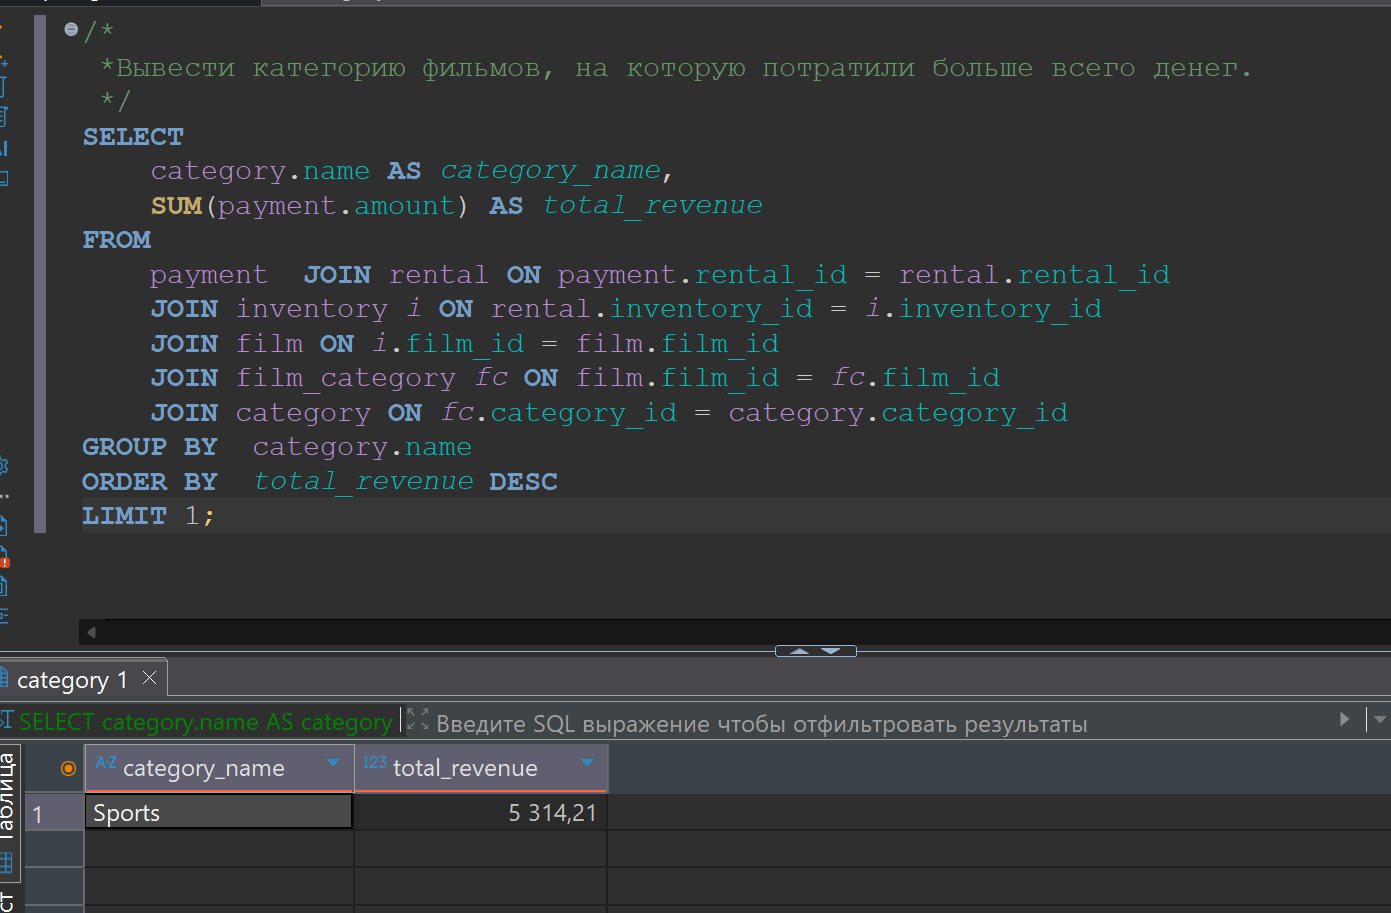 /*
*Вывести категорию фильмов, на которую потратили больше всего денег.
*/
SELECT
category.name AS category_name,
SUM(payment.amount) AS total_revenue
FROM
payment  JOIN rental ON payment.rental_id = rental.rental_id
JOIN inventory i ON rental.inventory_id = i.inventory_id
JOIN film ON i.film_id = film.film_id
JOIN film_category fc ON film.film_id = fc.film_id
JOIN category ON fc.category_id = category.category_id
GROUP BY  category.name
ORDER BY  total_revenue DESC
LIMIT 1;
category 1
SELECT category.name AS category
Введите SQL выражение чтобы отфильтровать результаты
Таблица
A-Z category_name
123 total_revenue
1
Sports
5 314,21